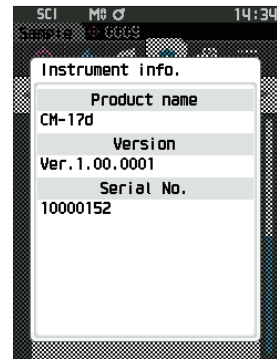 SCI 14:34
Sample 0009
Instrument info.
Product name
CM-17d
Version
Ver.1.00.0001
Serial No.
10000152